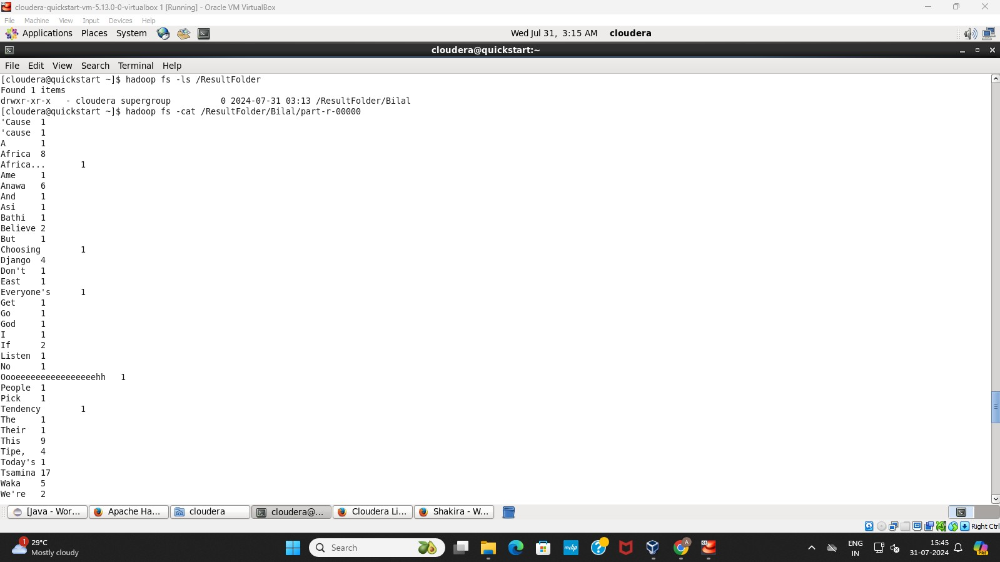 cloudera-quickstart-vm-5.13.0-0-virtualbox 1 [Running] - Oracle VM VirtualBox
File Machine View Input Devices Help
Applications Places System Wed Jul 31, 3:15 AM cloudera
cloudera@quickstart:~
File Edit View Search Terminal Help
[cloudera@quickstart ~]$ hadoop fs -ls /ResultFolder
Found 1 items
drwxr-xr-x   - cloudera supergroup          0 2024-07-31 03:13 /ResultFolder/Bilal
[cloudera@quickstart ~]$ hadoop fs -cat /ResultFolder/Bilal/part-r-00000
'Cause 1
'cause 1
A 1
Africa 8
Africa... 1
Ame 1
Anawa 6
And 1
Asi 1
Bathi 1
Believe 2
But 1
Choosing 1
Django 4
Don't 1
East 1
Everyone's 1
Get 1
Go 1
God 1
I 1
If 2
Listen 1
No 1
Oooeeeeeeeeeeeeeeeehh 1
People 1
Pick 1
Tendency 1
The 1
Their 1
This 9
Tipe, 4
Today's 1
Tsamina 17
Waka 5
We're 2
[Java - Wor... Apache Ha... cloudera cloudera@... Cloudera Li... Shakira - W...
Right Ctrl
1 29°C
Mostly cloudy
Search
myhp
A
ENG
IN
15:45
31-07-2024
PRE